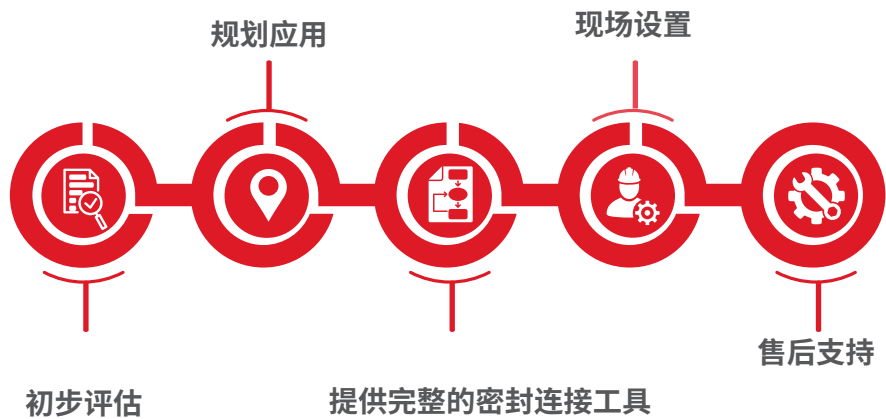 规划应用
现场设置
初步评估
提供完整的密封连接工具
售后支持